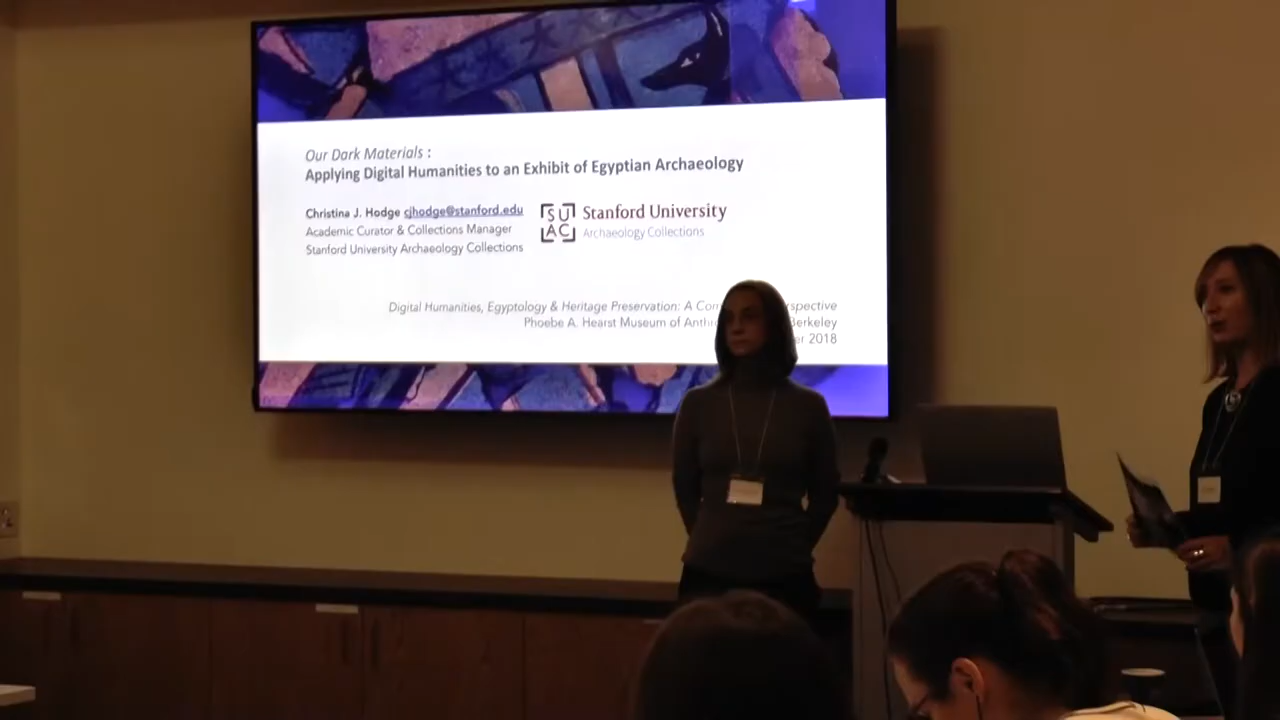 Our Dark Materials :
Applying Digital Humanities to an Exhibit of Egyptian Archaeology
Christina J. Hodge cjhodge@stanford.edu
Academic Curator & Collections Manager
Stanford University Archaeology Collections
SU
AC
Stanford University
Archaeology Collections
Digital Humanities, Egyptology & Heritage Preservation: A
Phoebe A. Hearst Museum of Berkeley
2018